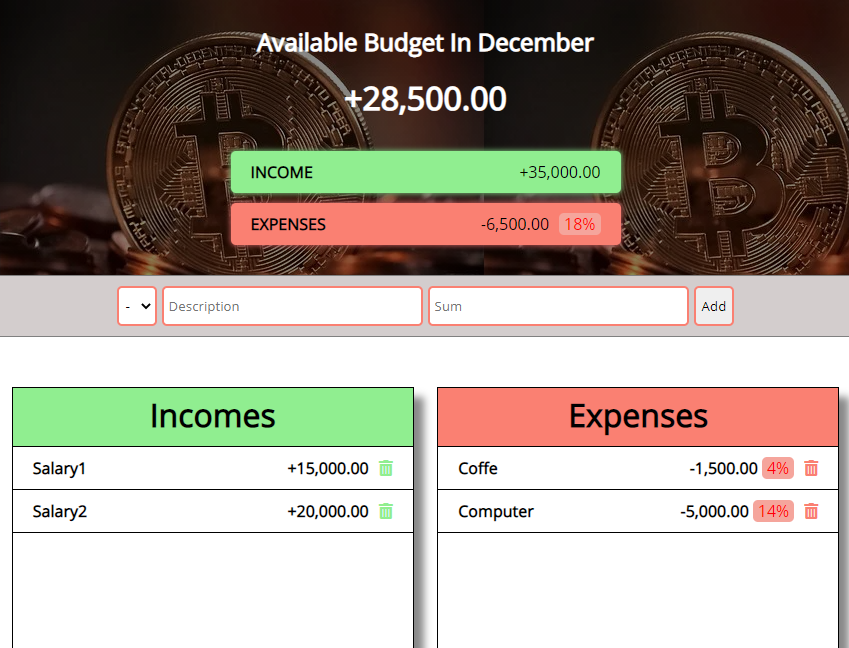 Available Budget In December
+28,500.00
INCOME +35,000.00
EXPENSES -6,500.00 18%
- Description Sum Add
Incomes
Salary1 +15,000.00
Salary2 +20,000.00
Expenses
Coffe -1,500.00 4%
Computer -5,000.00 14%